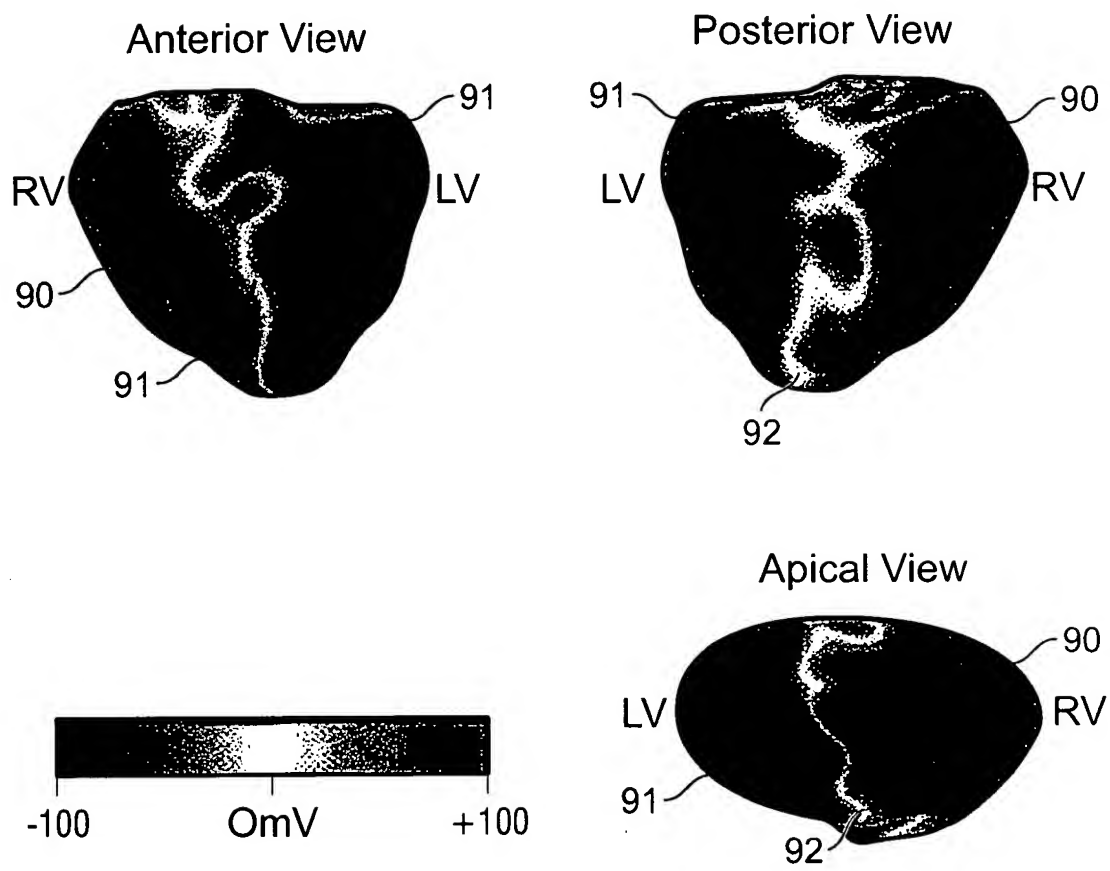 Anterior View
91
RV
LV
90
91
Posterior View
91
90
LV
RV
92
Apical View
90
LV
RV
91
92
-100
OmV
+100